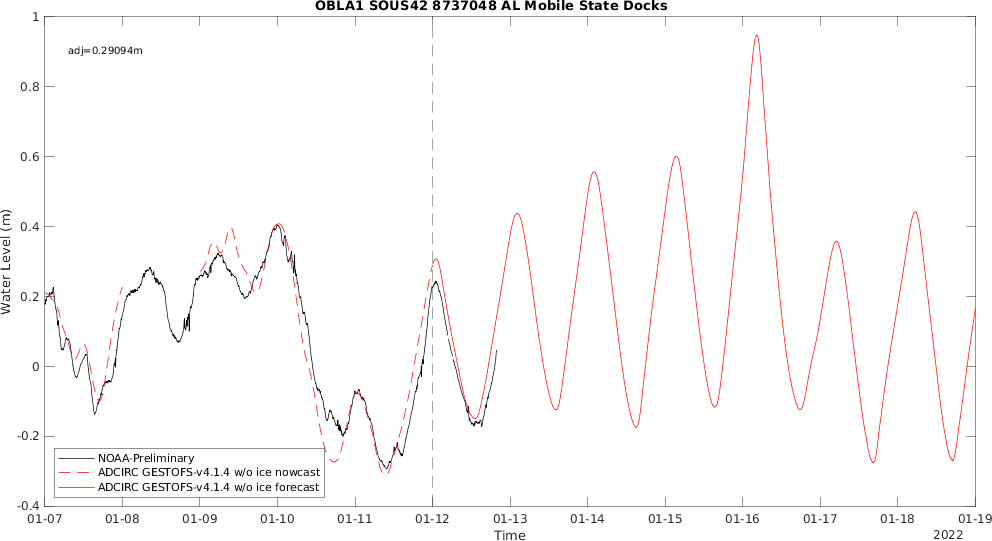 OBLA1 SOUS42 8737048 AL Mobile State Docks
adj=0.29094m
Water Level (m)
1
0.8
0.6
0.4
0.2
0
-0.2
-0.4
NOAA-Preliminary
ADCIRC GESTOFS-v4.1.4 w/o ice nowcast
ADCIRC GESTOFS-v4.1.4 w/o ice forecast
01-07 01-08 01-09 01-10 01-11 01-12 01-13 01-14 01-15 01-16 01-17 01-18 01-19
Time
2022